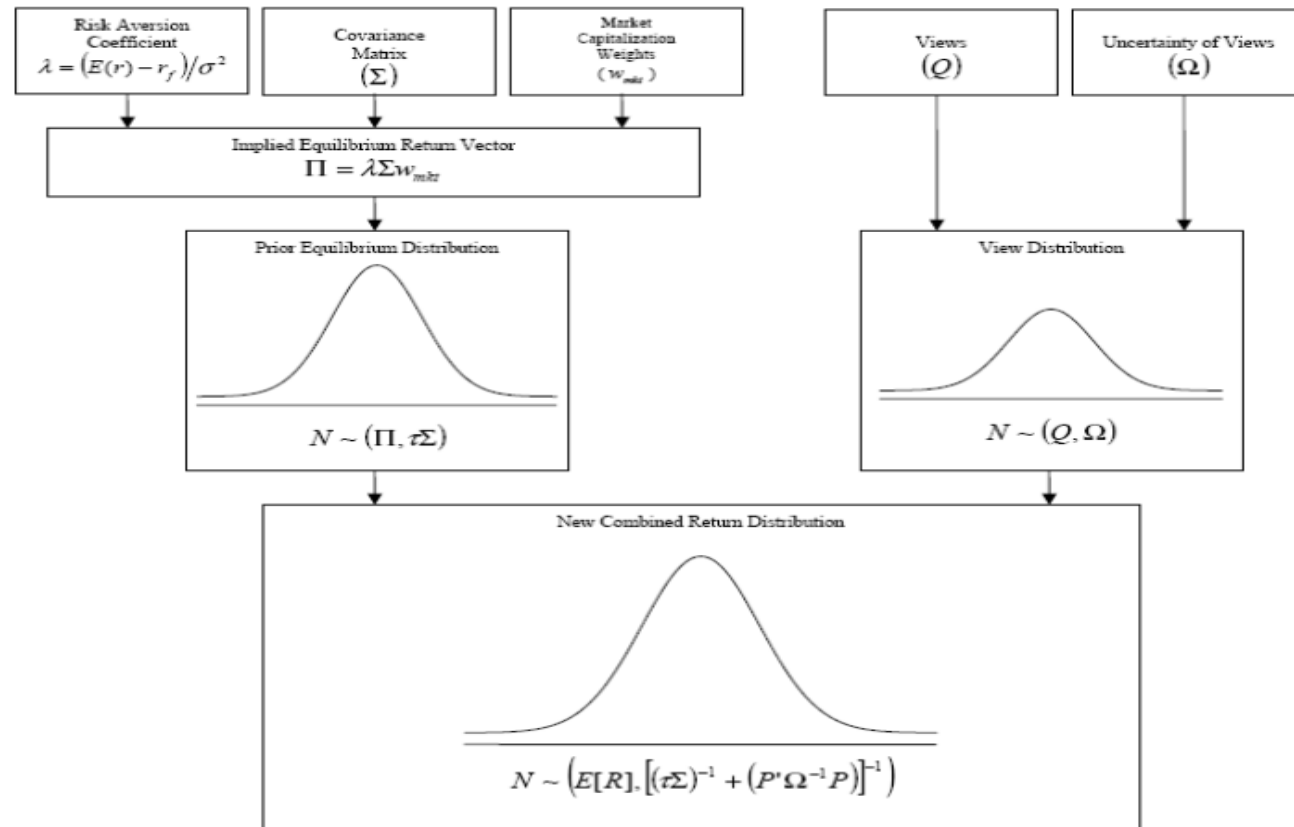 Risk Aversion
Coefficient
λ = (E(r) − r_f)/σ²
Covariance
Matrix
(Σ)
Market
Capitalization
Weights
(w_mkt)
Views
(Q)
Uncertainty of Views
(Ω)
Implied Equilibrium Return Vector
Π = λΣw_mkt
Prior Equilibrium Distribution
N ~ (Π, τΣ)
View Distribution
N ~ (Q, Ω)
New Combined Return Distribution
N ~ (E[R], [(τΣ)⁻¹ + (P'Ω⁻¹P)]⁻¹)